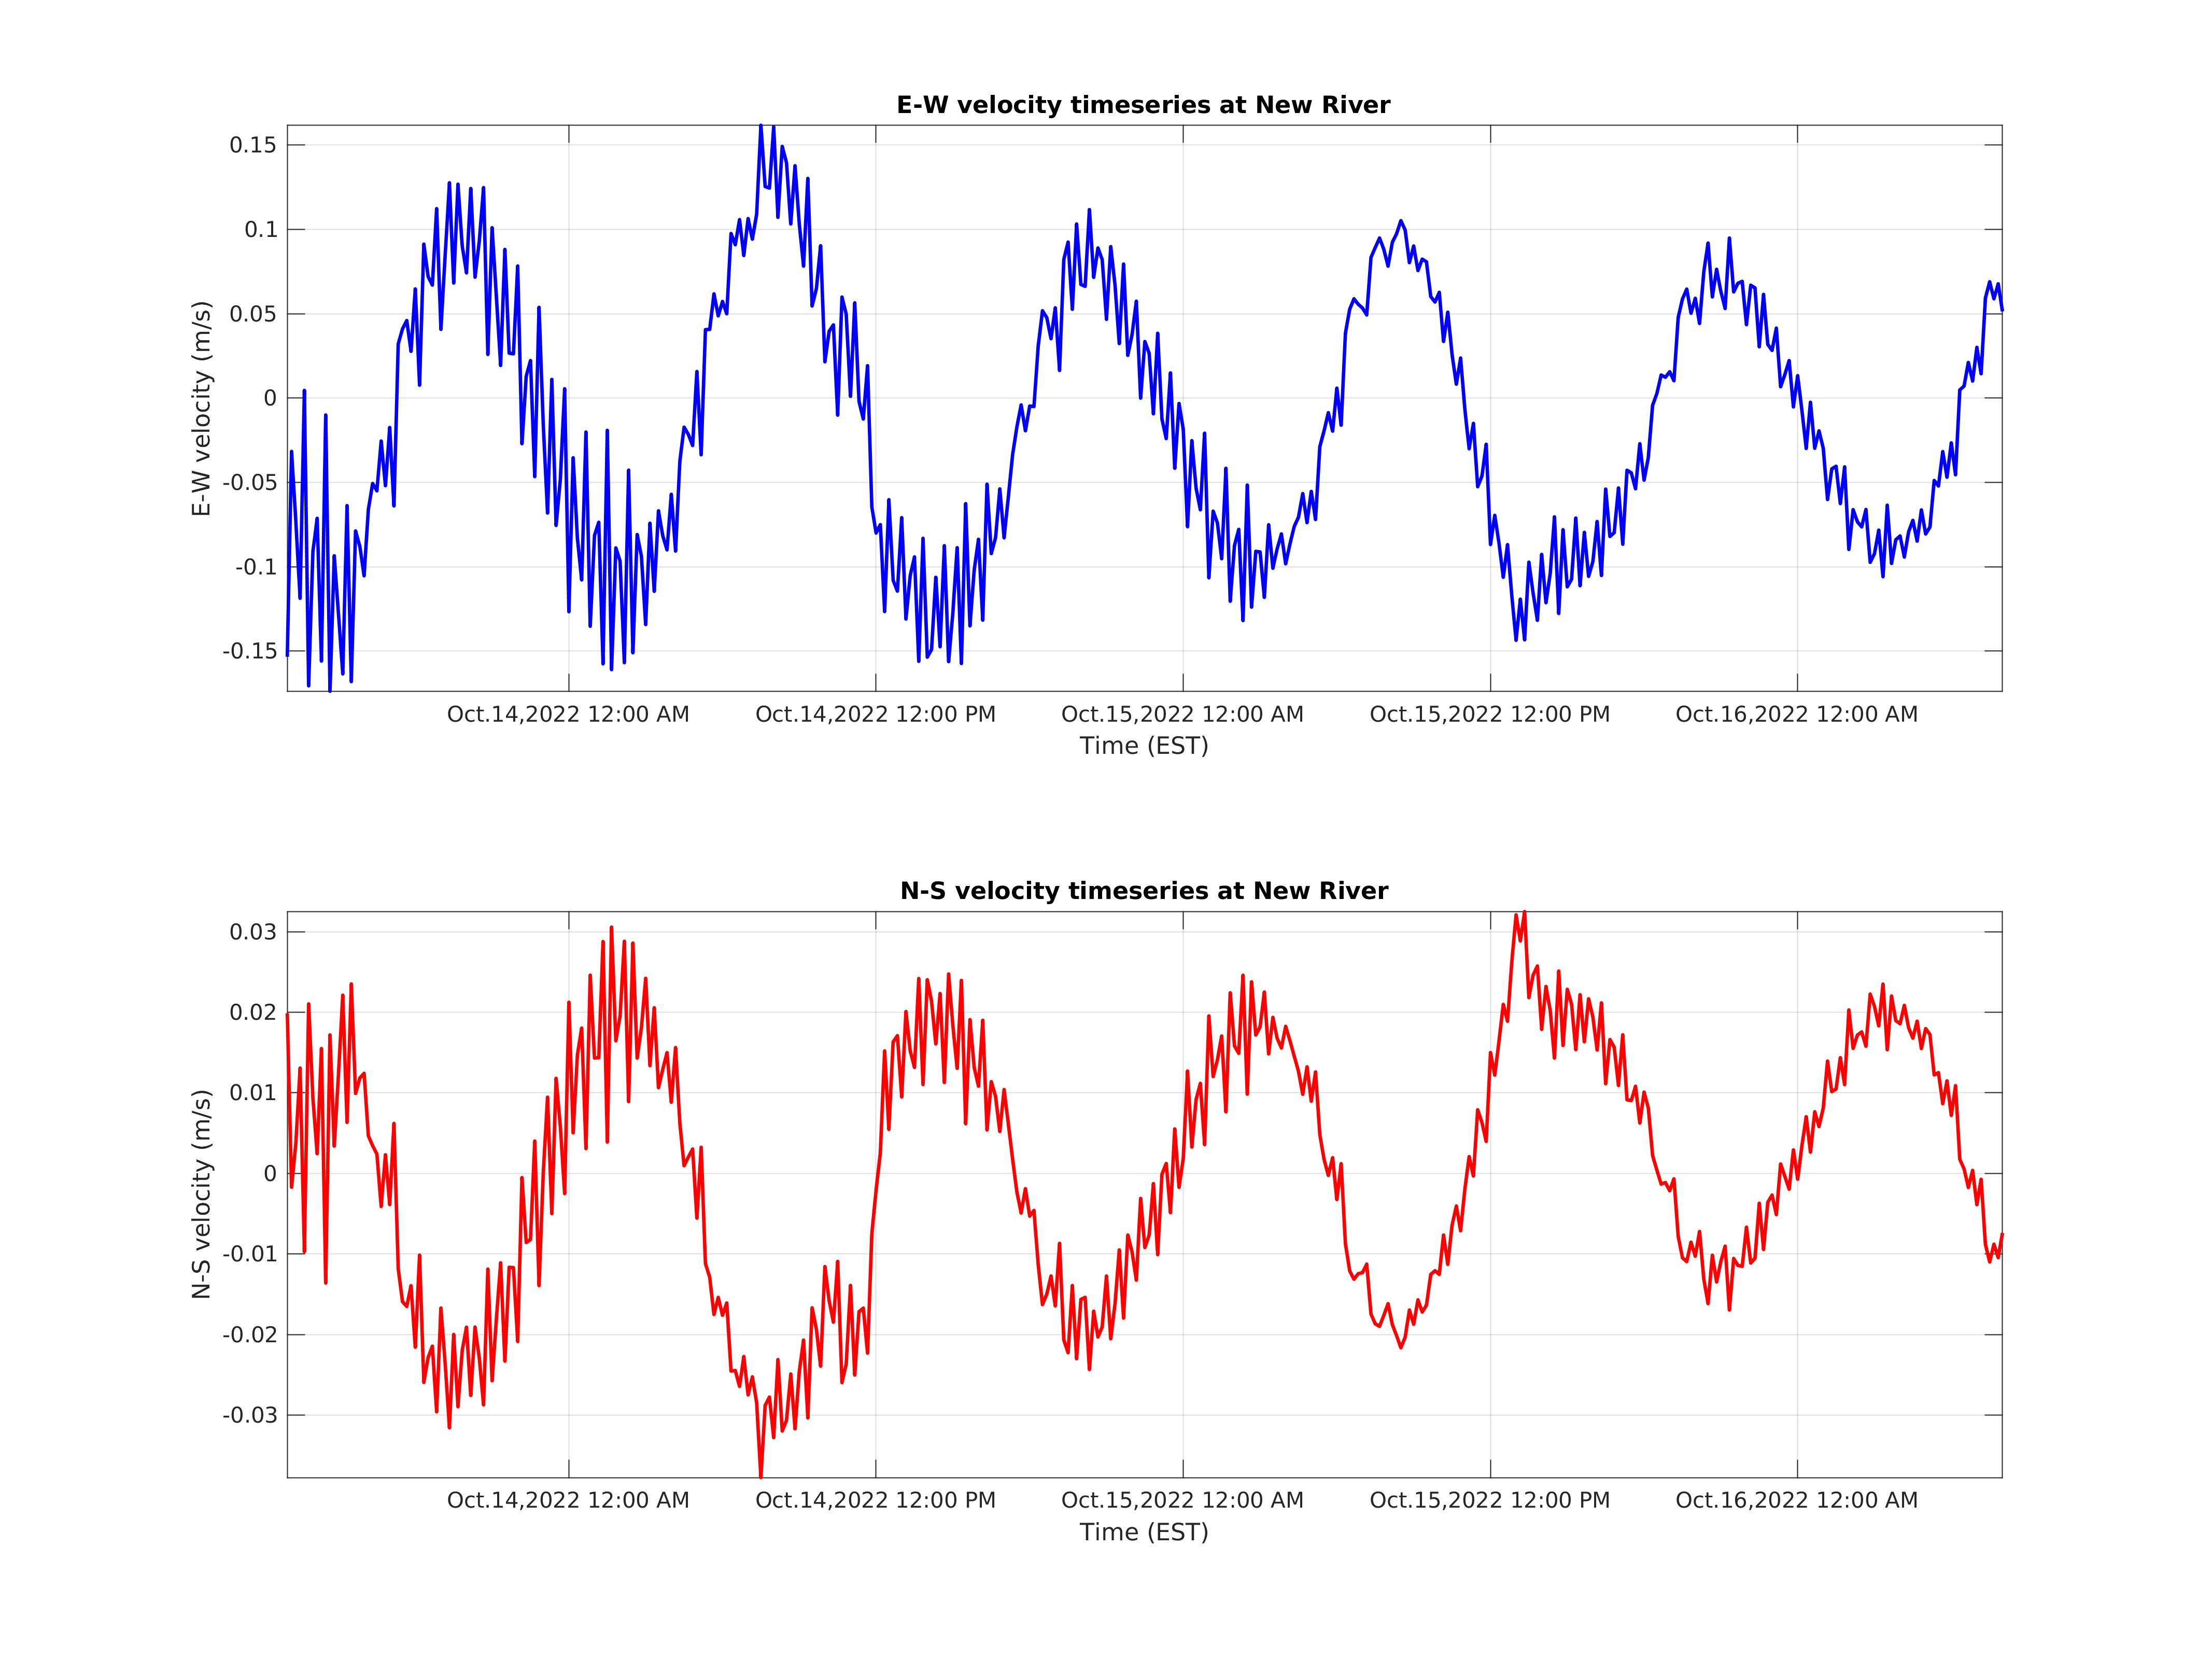 E-W velocity timeseries at New River
E-W velocity (m/s)
0.15
0.1
0.05
0
-0.05
-0.1
-0.15
Oct.14,2022 12:00 AM
Oct.14,2022 12:00 PM
Oct.15,2022 12:00 AM
Oct.15,2022 12:00 PM
Oct.16,2022 12:00 AM
Time (EST)
N-S velocity timeseries at New River
N-S velocity (m/s)
0.03
0.02
0.01
0
-0.01
-0.02
-0.03
Oct.14,2022 12:00 AM
Oct.14,2022 12:00 PM
Oct.15,2022 12:00 AM
Oct.15,2022 12:00 PM
Oct.16,2022 12:00 AM
Time (EST)